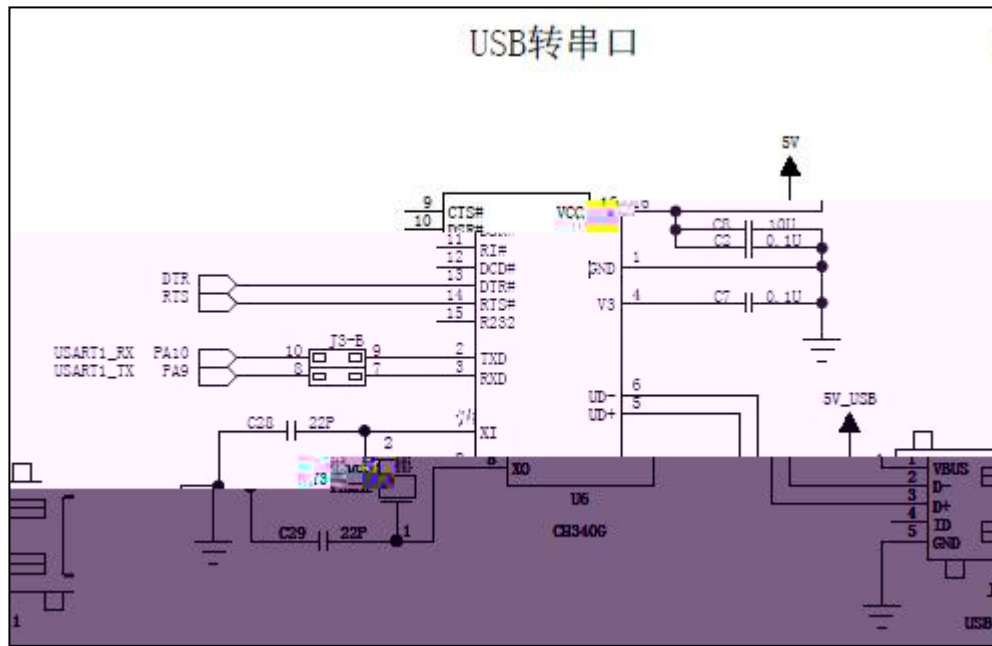 USB转串口
5V
9 CTS# VCC
10 DSR#
11 RI#
12 DCD#
13 DTR#
14 RTS#
15 R232
DTR
RTS
C8 10U
C2 0.1U
GND 1
V3 4 C7 0.1U
J3-B
USART1_RX PA10 10 9 2 TXD
USART1_TX PA9 8 7 3 RXD
UD- 6
UD+ 5
5V_USB
C28 22P
2
XI
8 XO
U6
CH340G
C29 22P 1
1 VBUS
2 D-
3 D+
4 ID
5 GND
1
USB